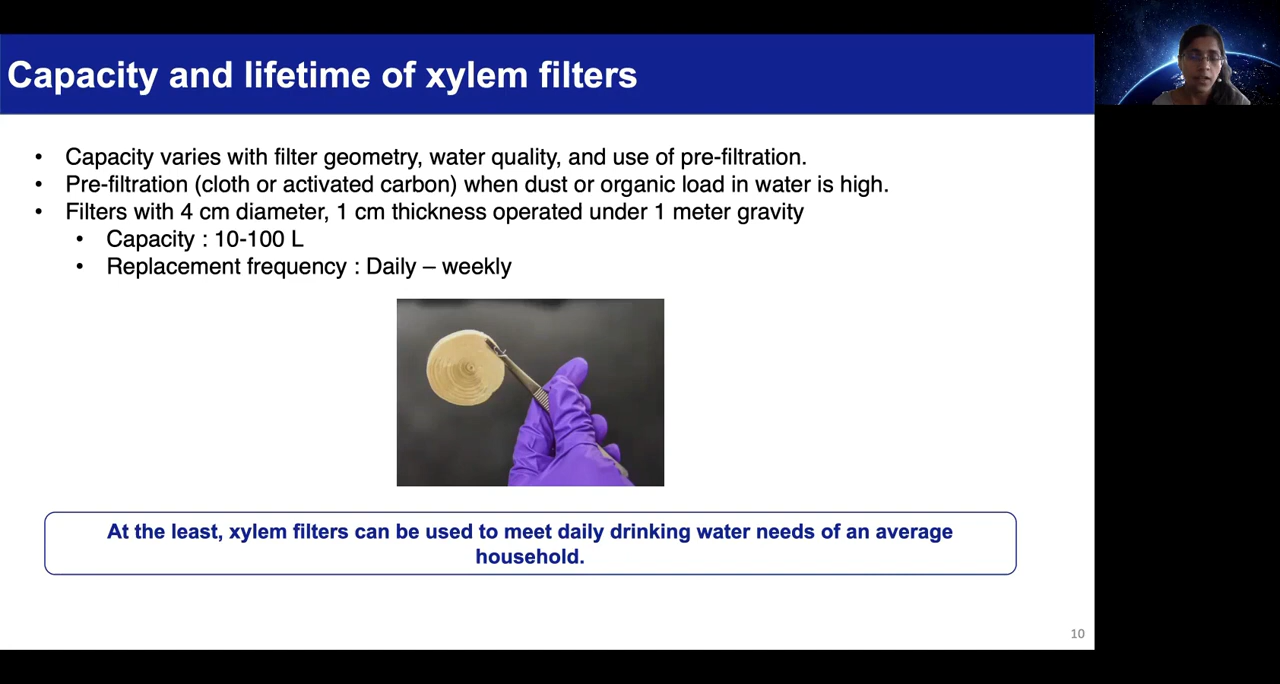 Capacity and lifetime of xylem filters
• Capacity varies with filter geometry, water quality, and use of pre-filtration.
• Pre-filtration (cloth or activated carbon) when dust or organic load in water is high.
• Filters with 4 cm diameter, 1 cm thickness operated under 1 meter gravity
• Capacity : 10-100 L
• Replacement frequency : Daily – weekly
At the least, xylem filters can be used to meet daily drinking water needs of an average
household.
10